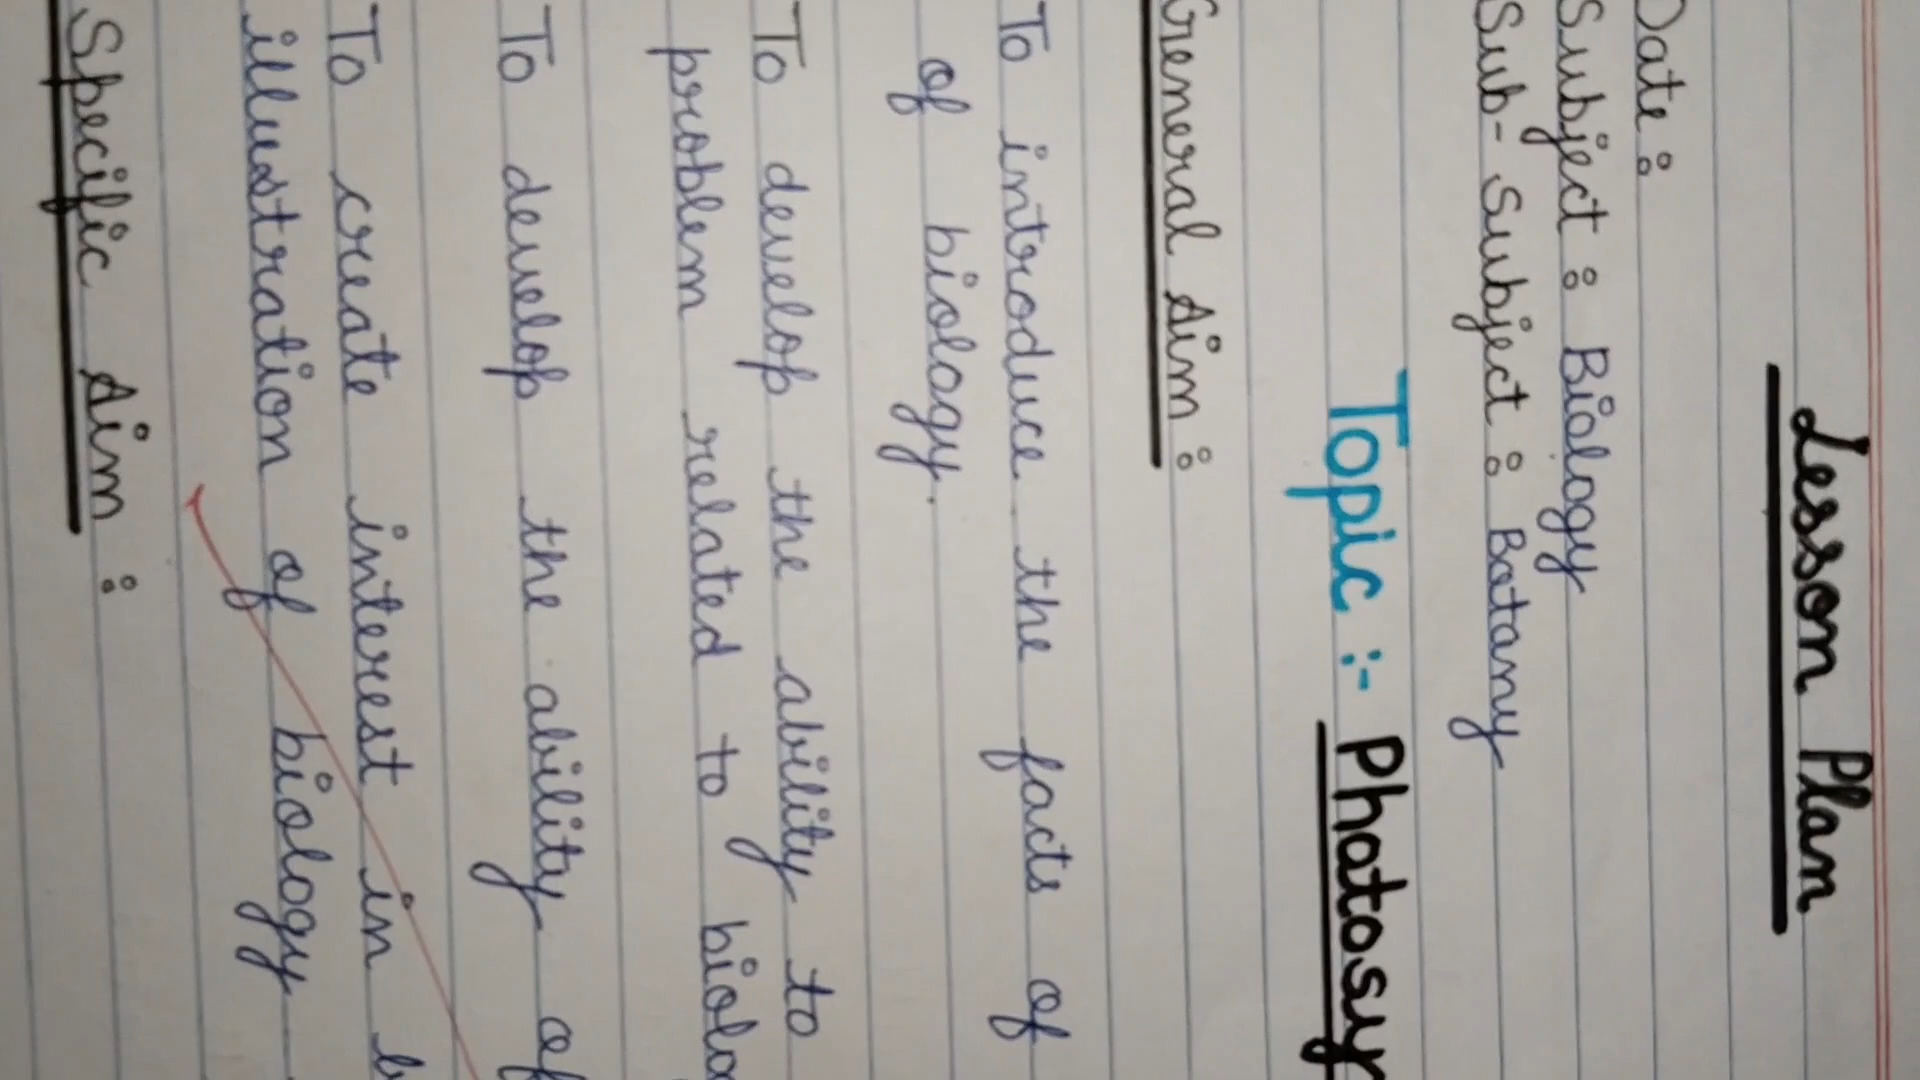 Lesson Plan
Date :
Subject : Biology
Sub-Subject : Botany
Topic :- Phatosy
General Aim :
To introduce the facts of
of biology.
To develop the ability to
problem related to biolo
To develop the ability of
To create interest in b
illustration of biology
Specific Aim :